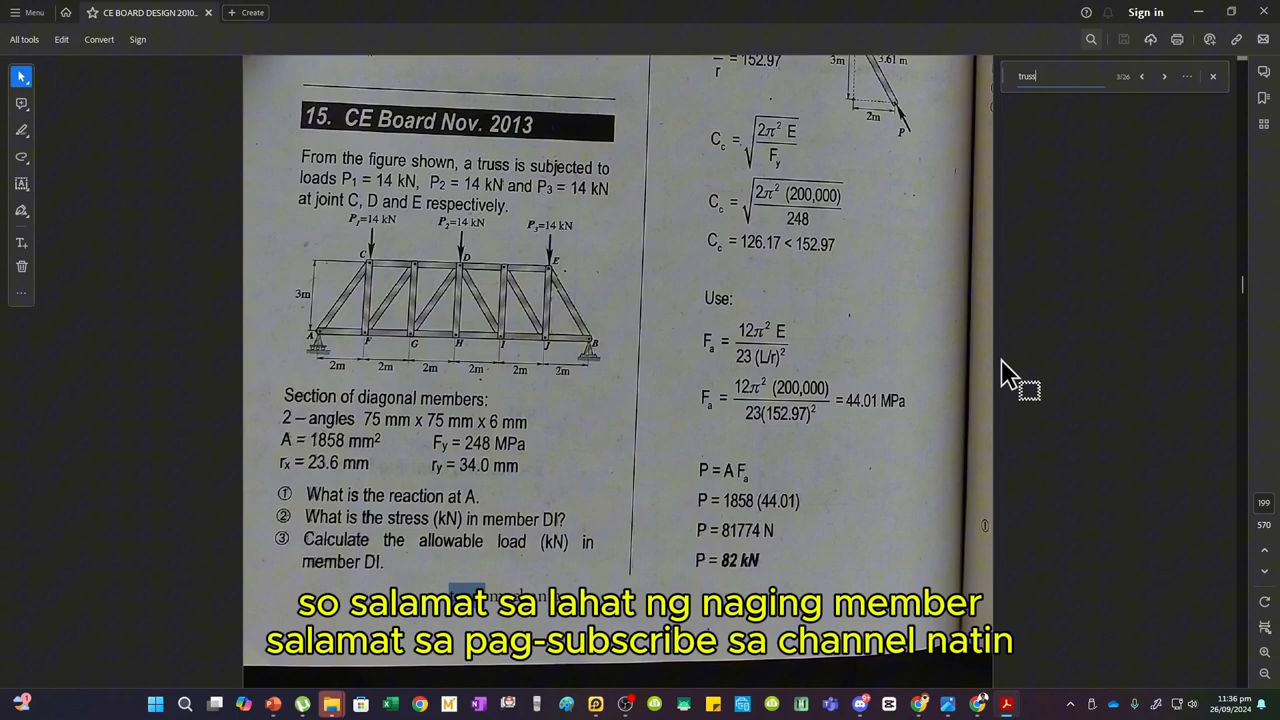 Menu
CE BOARD DESIGN 2010...
Create
Sign in
All tools
Edit
Convert
Sign
truss
3/26
15. CE Board Nov. 2013
From the figure shown, a truss is subjected to
loads P₁ = 14 kN, P₂ = 14 kN and P₃ = 14 kN
at joint C, D and E respectively.
P₁=14 kN
P₂=14 kN
P₃=14 kN
C
D
E
3m
A
F
G
H
I
J
B
2m
2m
2m
2m
2m
2m
Section of diagonal members:
2 – angles 75 mm x 75 mm x 6 mm
A = 1858 mm² Fy = 248 MPa
rx = 23.6 mm ry = 34.0 mm
① What is the reaction at A.
② What is the stress (kN) in member DI?
③ Calculate the allowable load (kN) in
member DI.
r = 152.97
3m
3.61 m
2m
P
Cc = √(2π² E / Fy)
Cc = √(2π² (200,000) / 248)
Cc = 126.17 < 152.97
Use:
Fa = 12π² E / 23 (L/r)²
Fa = 12π² (200,000) / 23(152.97)² = 44.01 MPa
P = A Fa
P = 1858 (44.01)
P = 81774 N
P = 82 kN
①
so salamat sa lahat ng naging member
salamat sa pag-subscribe sa channel natin
199
570
11:36 pm
26/09/2024